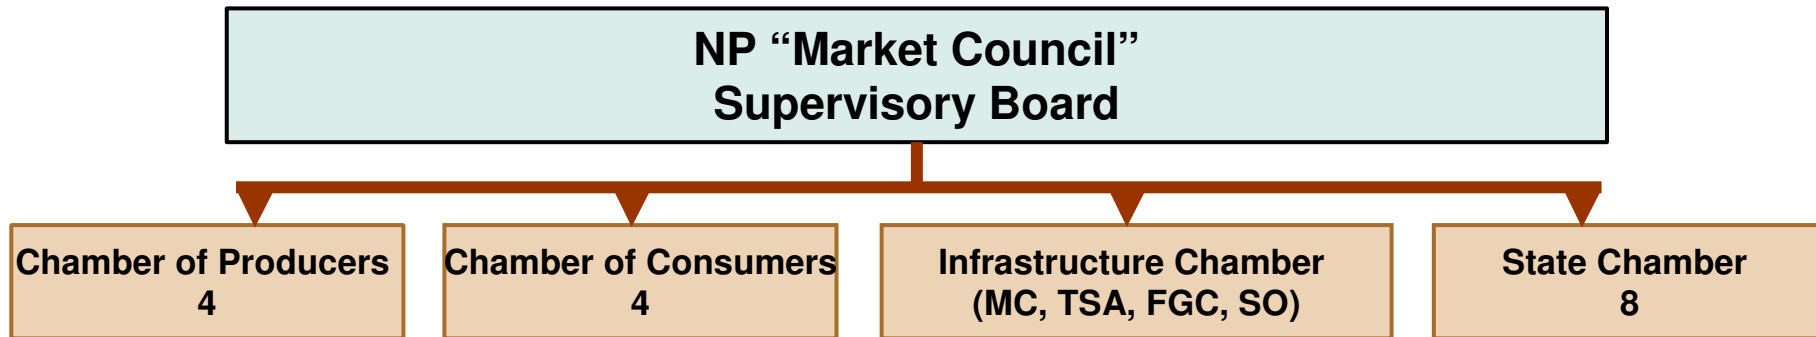 NP “Market Council”
Supervisory Board
Chamber of Producers
4
Chamber of Consumers
4
Infrastructure Chamber
(MC, TSA, FGC, SO)
State Chamber
8